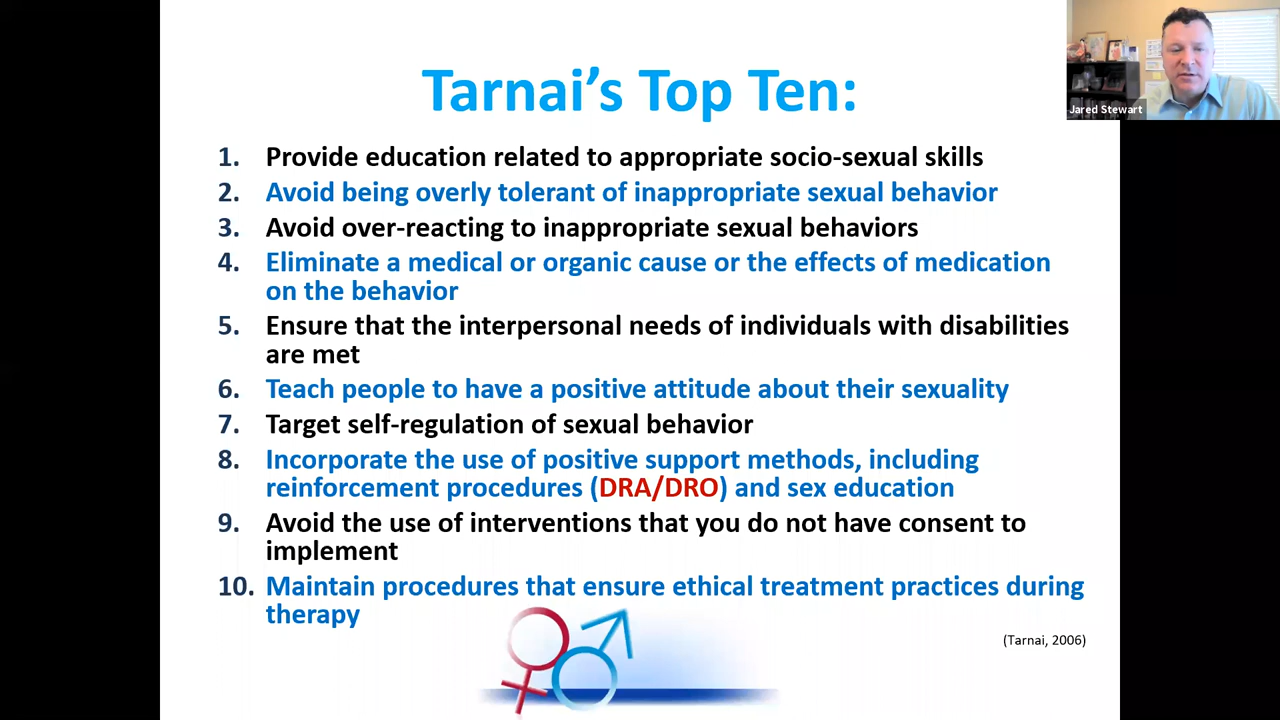 Tarnai's Top Ten:
Jared Stewart
1. Provide education related to appropriate socio-sexual skills
2. Avoid being overly tolerant of inappropriate sexual behavior
3. Avoid over-reacting to inappropriate sexual behaviors
4. Eliminate a medical or organic cause or the effects of medication
on the behavior
5. Ensure that the interpersonal needs of individuals with disabilities
are met
6. Teach people to have a positive attitude about their sexuality
7. Target self-regulation of sexual behavior
8. Incorporate the use of positive support methods, including
reinforcement procedures (DRA/DRO) and sex education
9. Avoid the use of interventions that you do not have consent to
implement
10. Maintain procedures that ensure ethical treatment practices during
therapy
(Tarnai, 2006)